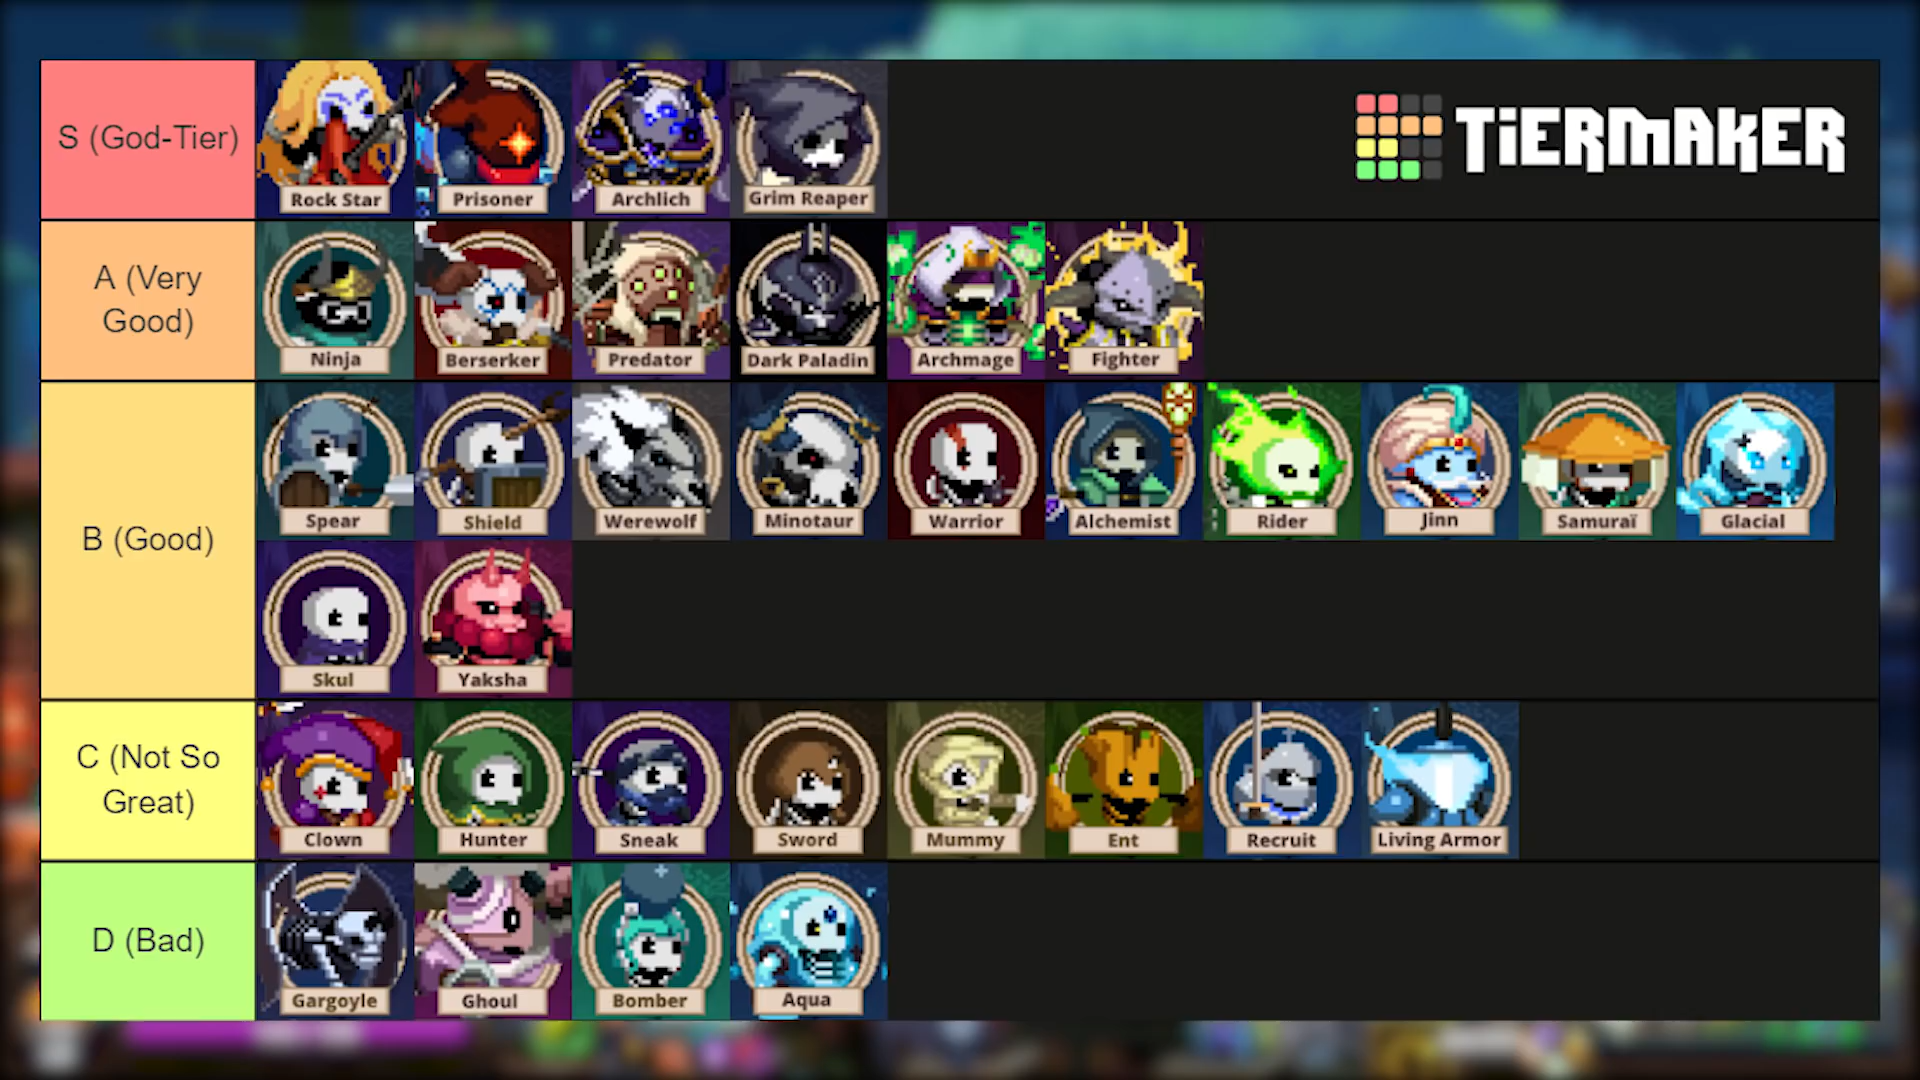 S (God-Tier)
Rock Star
Prisoner
Archlich
Grim Reaper
TiERMAKER
A (Very
Good)
Ninja
Berserker
Predator
Dark Paladin
Archmage
Fighter
B (Good)
Spear
Shield
Werewolf
Minotaur
Warrior
Alchemist
Rider
Jinn
Samuraï
Glacial
Skul
Yaksha
C (Not So
Great)
Clown
Hunter
Sneak
Sword
Mummy
Ent
Recruit
Living Armor
D (Bad)
Gargoyle
Ghoul
Bomber
Aqua